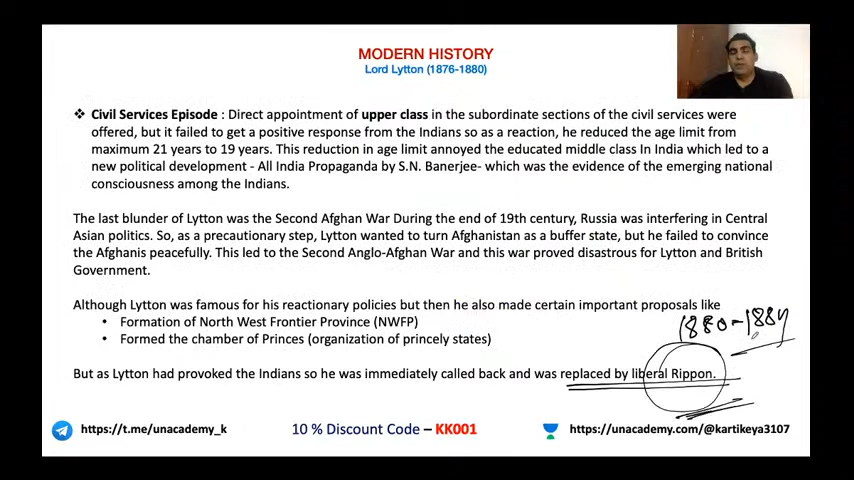 MODERN HISTORY
Lord Lytton (1876-1880)
❖ Civil Services Episode : Direct appointment of upper class in the subordinate sections of the civil services were
offered, but it failed to get a positive response from the Indians so as a reaction, he reduced the age limit from
maximum 21 years to 19 years. This reduction in age limit annoyed the educated middle class In India which led to a
new political development - All India Propaganda by S.N. Banerjee- which was the evidence of the emerging national
consciousness among the Indians.
The last blunder of Lytton was the Second Afghan War During the end of 19th century, Russia was interfering in Central
Asian politics. So, as a precautionary step, Lytton wanted to turn Afghanistan as a buffer state, but he failed to convince
the Afghanis peacefully. This led to the Second Anglo-Afghan War and this war proved disastrous for Lytton and British
Government.
Although Lytton was famous for his reactionary policies but then he also made certain important proposals like
• Formation of North West Frontier Province (NWFP)
• Formed the chamber of Princes (organization of princely states)
1880-1884
But as Lytton had provoked the Indians so he was immediately called back and was replaced by liberal Rippon.
https://t.me/unacademy_k 10 % Discount Code – KK001 https://unacademy.com/@kartikeya3107